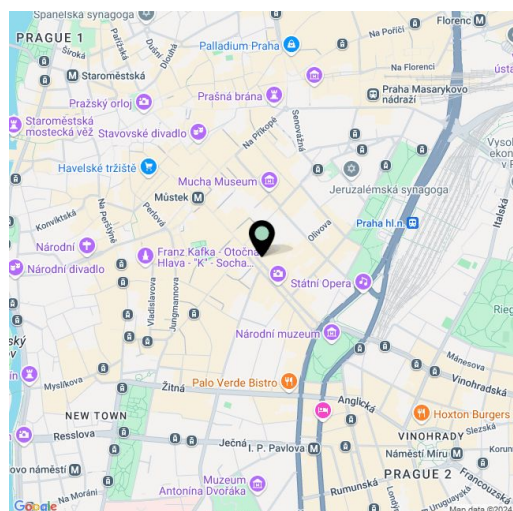 Španělská synagoga
Florenc M
PRAGUE 1
Pařížská
Dušní
Dlouhá
Na Poříčí
Široká
Palladium Praha
M Staroměstská
Na Florenci
Praha Masarykovo
nádraží
Pražský orloj
Prašná brána
Staroměstská
mostecká věž
Stavovské divadlo
Senovážná
Na Příkopě
Havelské tržiště
Jeruzalémská synagoga
Mucha Museum
Italská
Můstek M
Konviktská
Na Perštýně
Perlová
Olivova
Praha hl.n.
Národní
Franz Kafka - Otočná
Hlava - "K" - Socha...
Národní divadlo
Státní Opera
Vladislavova
Jungmannova
Národní muzeum
Mánesova
Myslíkova
Palo Verde Bistro
Žitná
Vinohradská
Anglická
NEW TOWN
Hoxton Burgers
Resslova
Slezská
Ječná
I. P. Pavlova M
VINOHRADY
Náměstí Míru M
Muzeum
Antonína Dvořáka
Na Moráni
Rumunská
PRAGUE 2
Francouzská
Uruguayská
Google
Map data ©2024